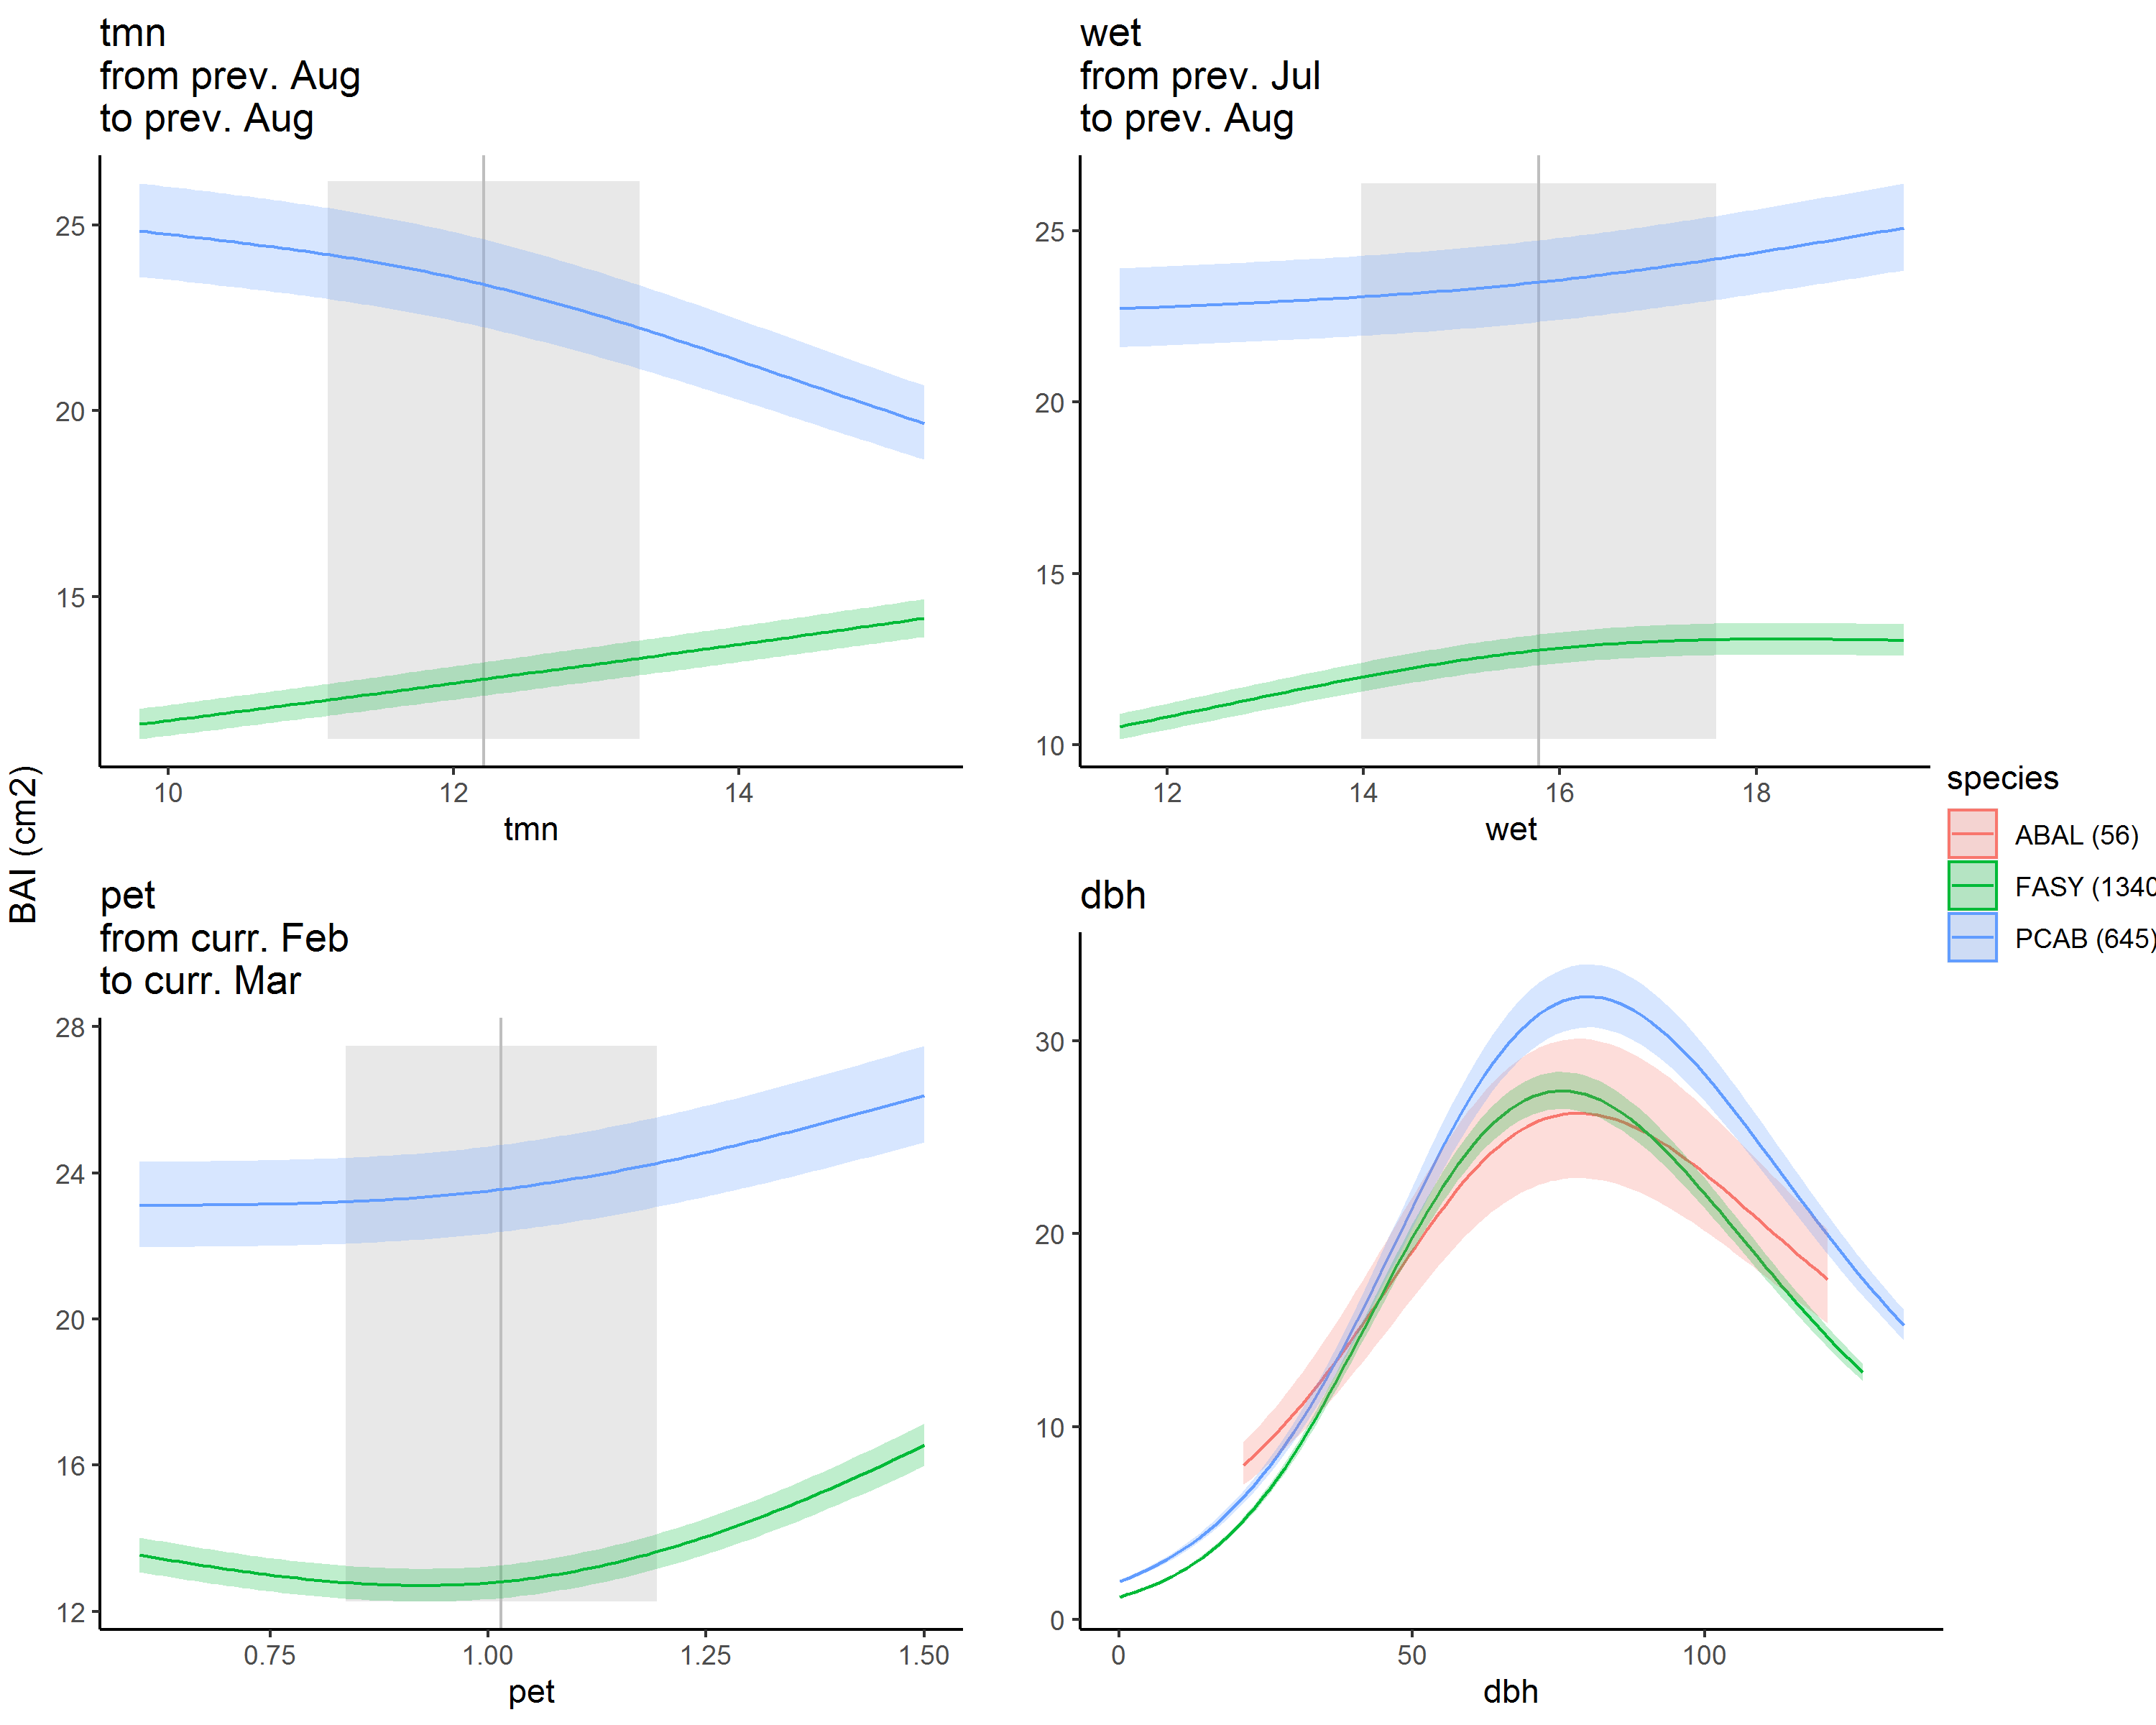 tmn
from prev. Aug
to prev. Aug
25
20
15
10
12
14
tmn
wet
from prev. Jul
to prev. Aug
25
20
15
10
12
14
16
18
wet
BAI (cm2)
pet
from curr. Feb
to curr. Mar
28
24
20
16
12
0.75
1.00
1.25
1.50
pet
dbh
30
20
10
0
0
50
100
dbh
species
ABAL (56)
FASY (1340
PCAB (645)